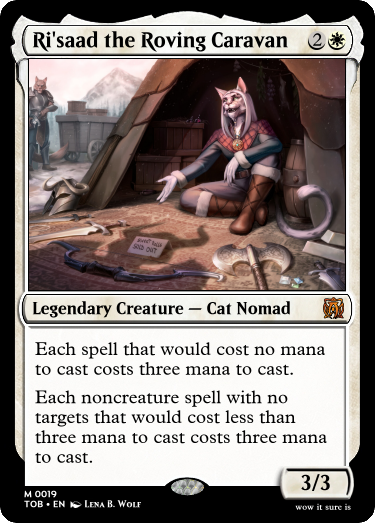 Ri'saad the Roving Caravan 2
Legendary Creature — Cat Nomad
Each spell that would cost no mana
to cast costs three mana to cast.
Each noncreature spell with no
targets that would cost less than
three mana to cast costs three mana
to cast.
3/3
M 0019
TOB • EN LENA B. WOLF
wow it sure is